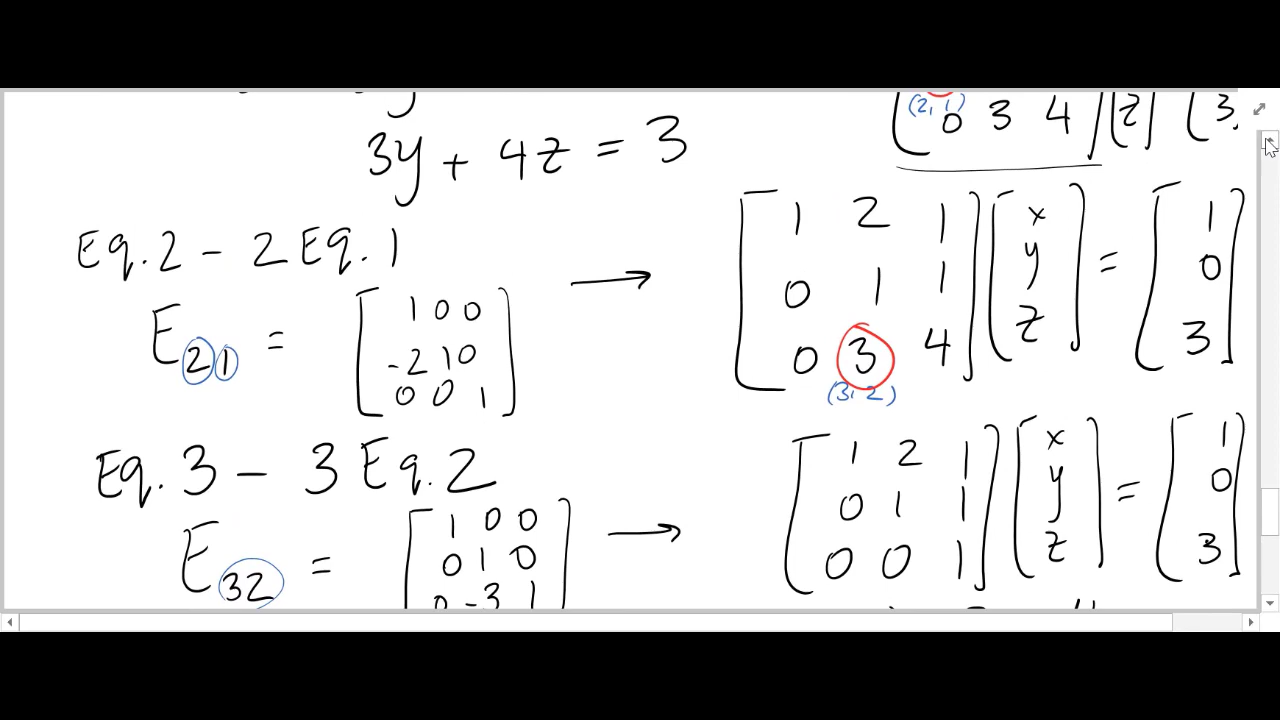 3y + 4z = 3
(2, 1)
0 3 4 z 3
Eq.2 - 2 Eq.1
E21 =
1 0 0
-2 1 0
0 0 1
→
1 2 1 x 1
0 1 1 y = 0
0 3 4 z 3
(3, 2)
Eq.3 - 3 Eq.2
E32 =
1 0 0
0 1 0
0 -3 1
→
1 2 1 x 1
0 1 1 y = 0
0 0 1 z 3